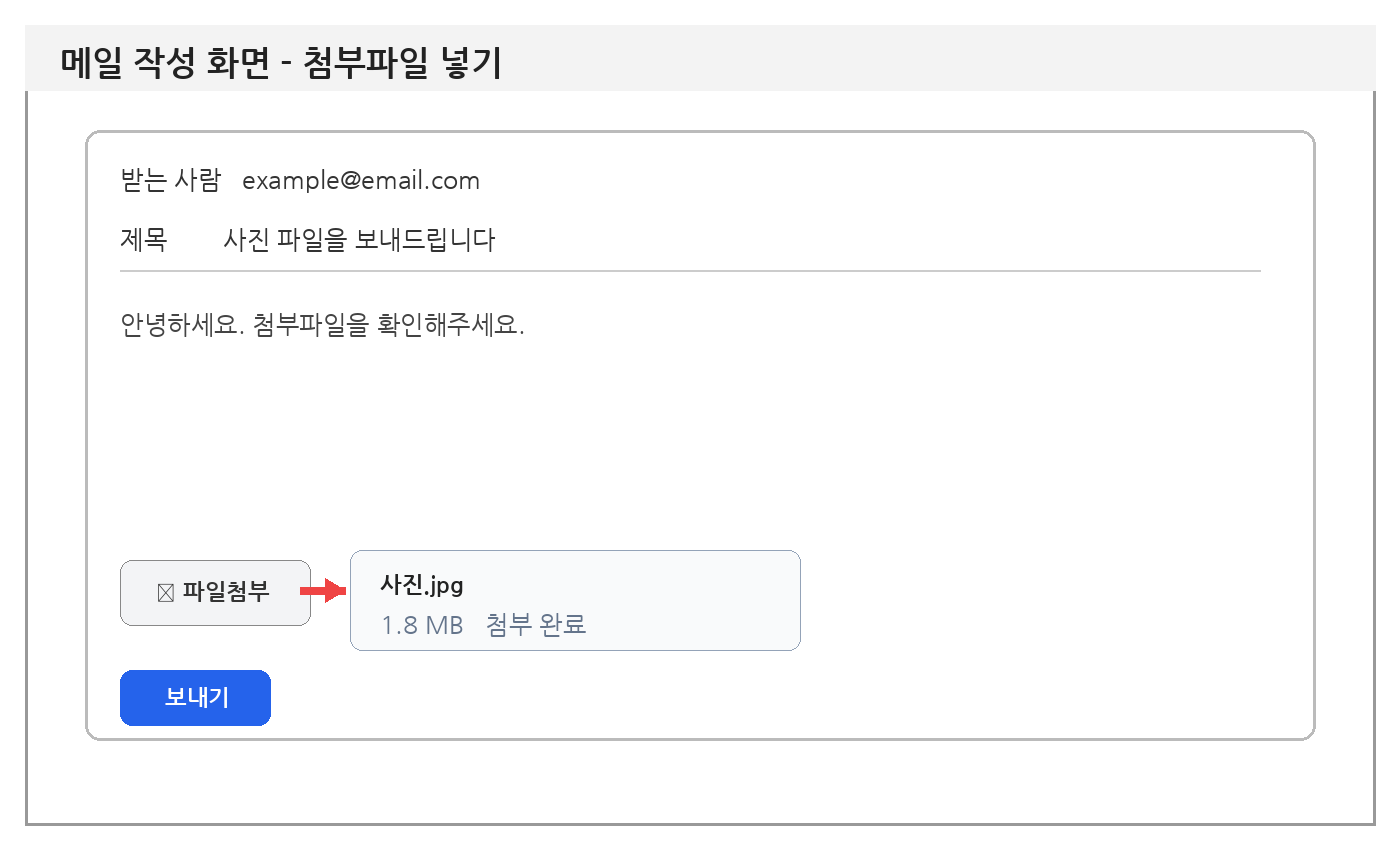 메일 작성 화면 - 첨부파일 넣기
받는 사람 example@email.com
제목 사진 파일을 보내드립니다
안녕하세요. 첨부파일을 확인해주세요.
파일첨부
사진.jpg
1.8 MB 첨부 완료
보내기